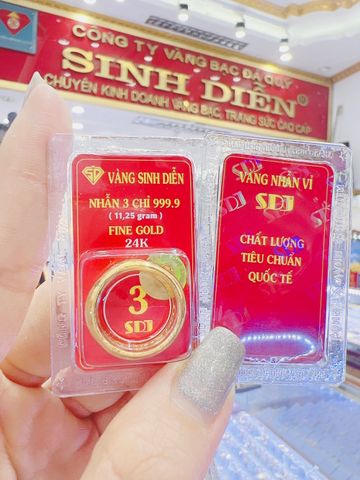 CÔNG TY VÀNG BẠC ĐÁ QUÝ
SINH DIỄN®
CHUYÊN KINH DOANH VÀNG BẠC, TRANG SỨC CAO CẤP
SD VÀNG SINH DIỄN
NHẪN 3 CHỈ 999.9
( 11,25 gram )
FINE GOLD
24K
3
SDJ
VÀNG NHẪN VỈ
SDJ
CHẤT LƯỢNG
TIÊU CHUẨN
QUỐC TẾ